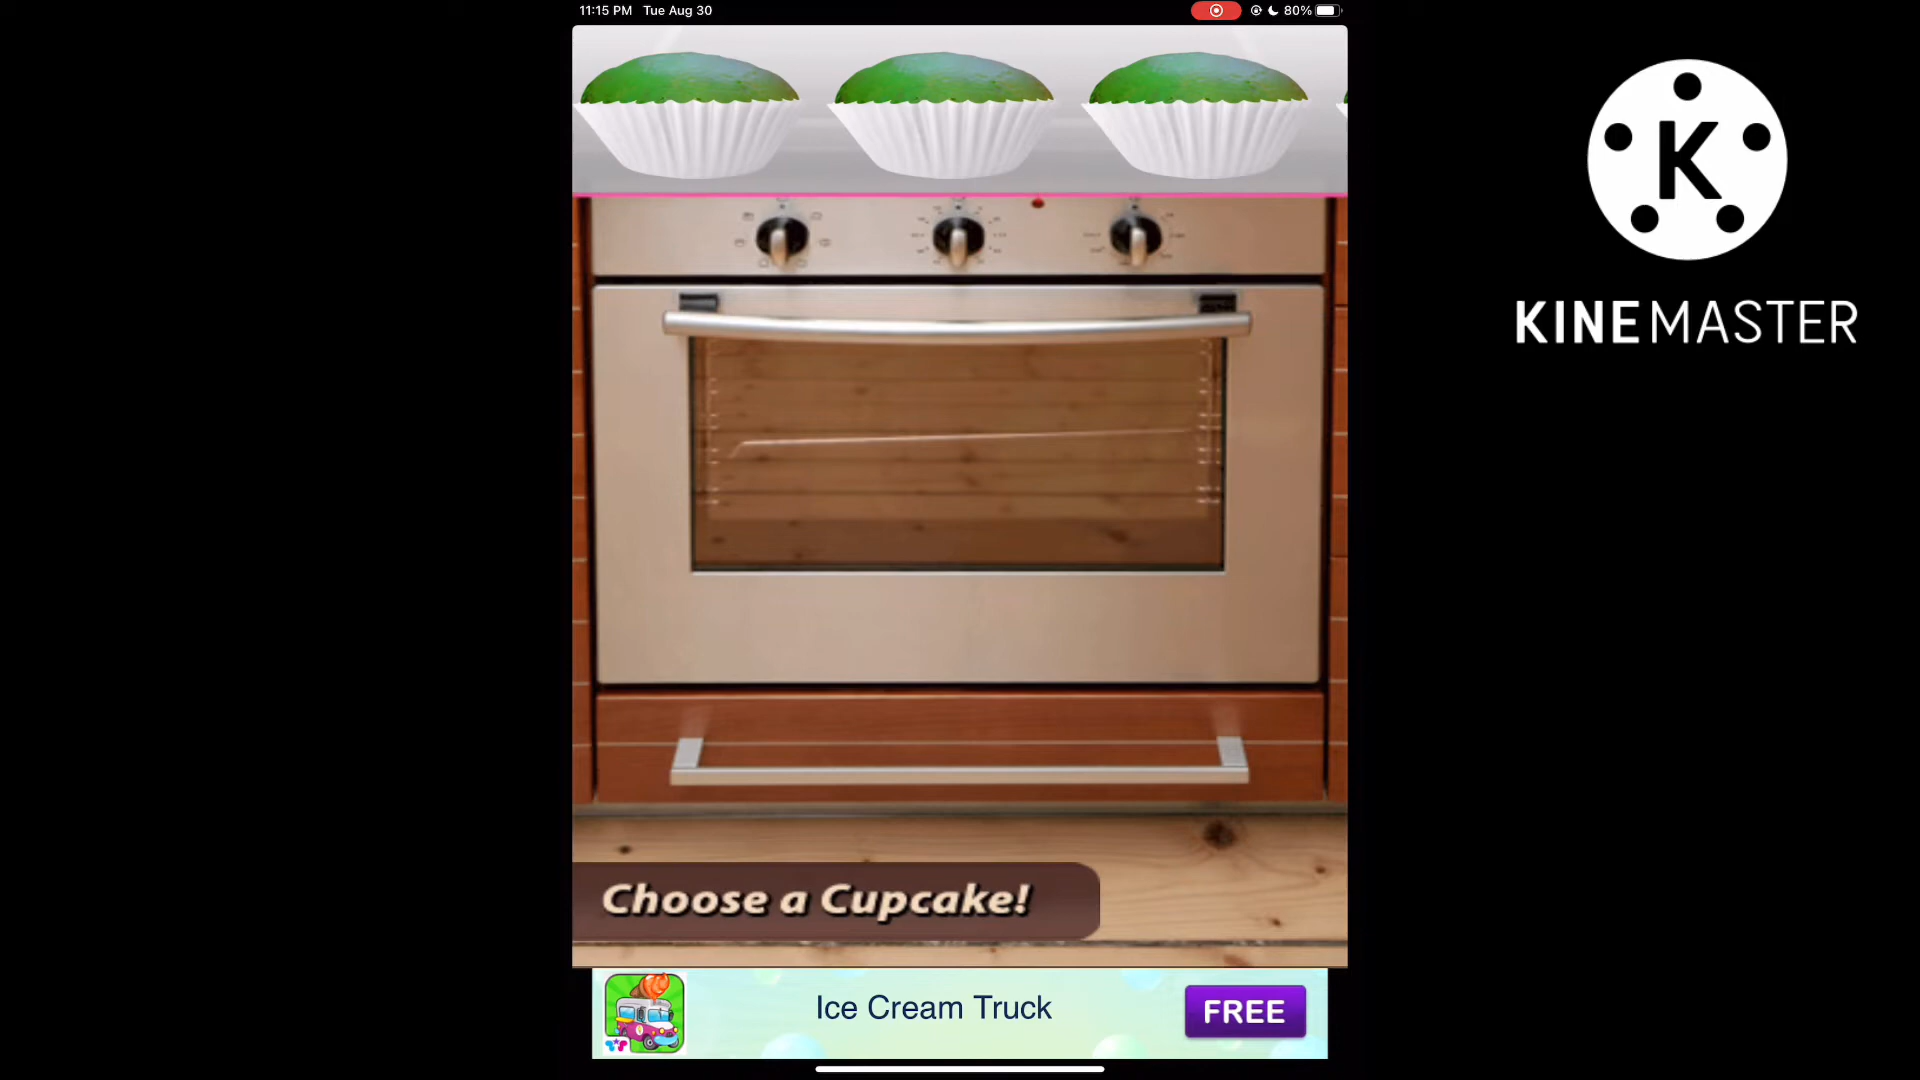 11:15 PM Tue Aug 30
80%
K
KINEMASTER
Choose a Cupcake!
Ice Cream Truck
FREE